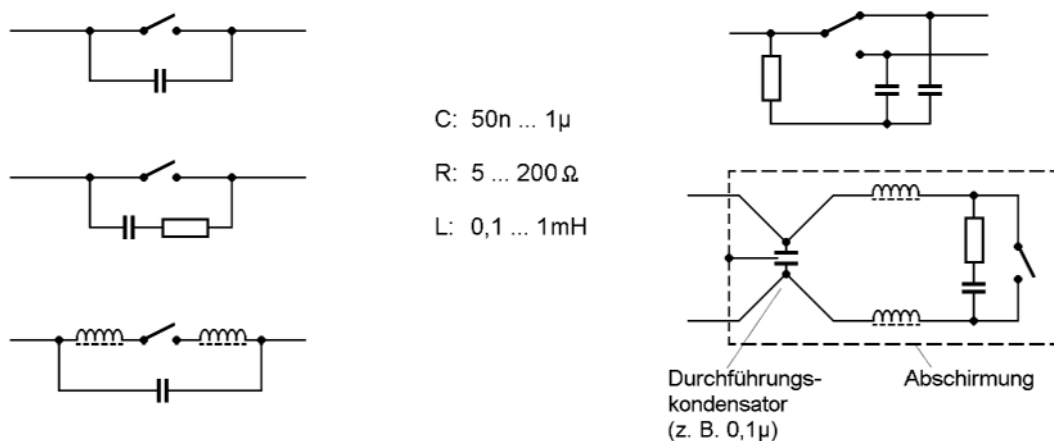 C: 50n ... 1µ
R: 5 ... 200 Ω
L: 0,1 ... 1mH
Durchführungs-
kondensator
(z. B. 0,1µ)
Abschirmung